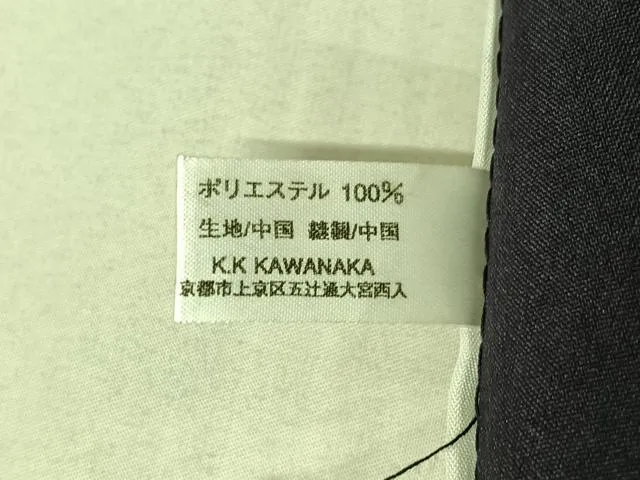 ポリエステル 100%
生地/中国 縫製/中国
K.K KAWANAKA
京都市上京区五辻通大宮西入